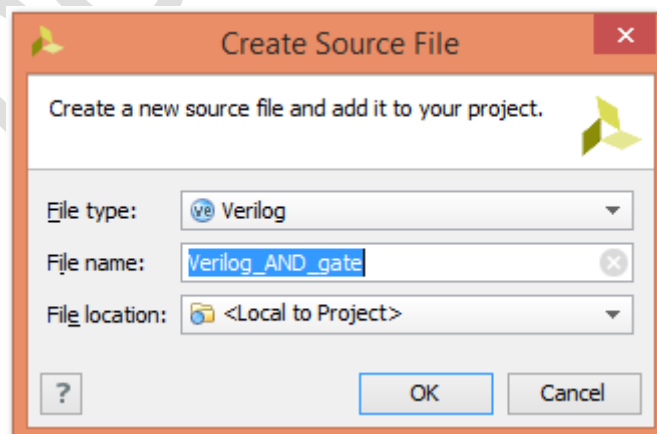 Create Source File
Create a new source file and add it to your project.
File type: Verilog
File name: Verilog_AND_gate
File location: <Local to Project>
? OK Cancel